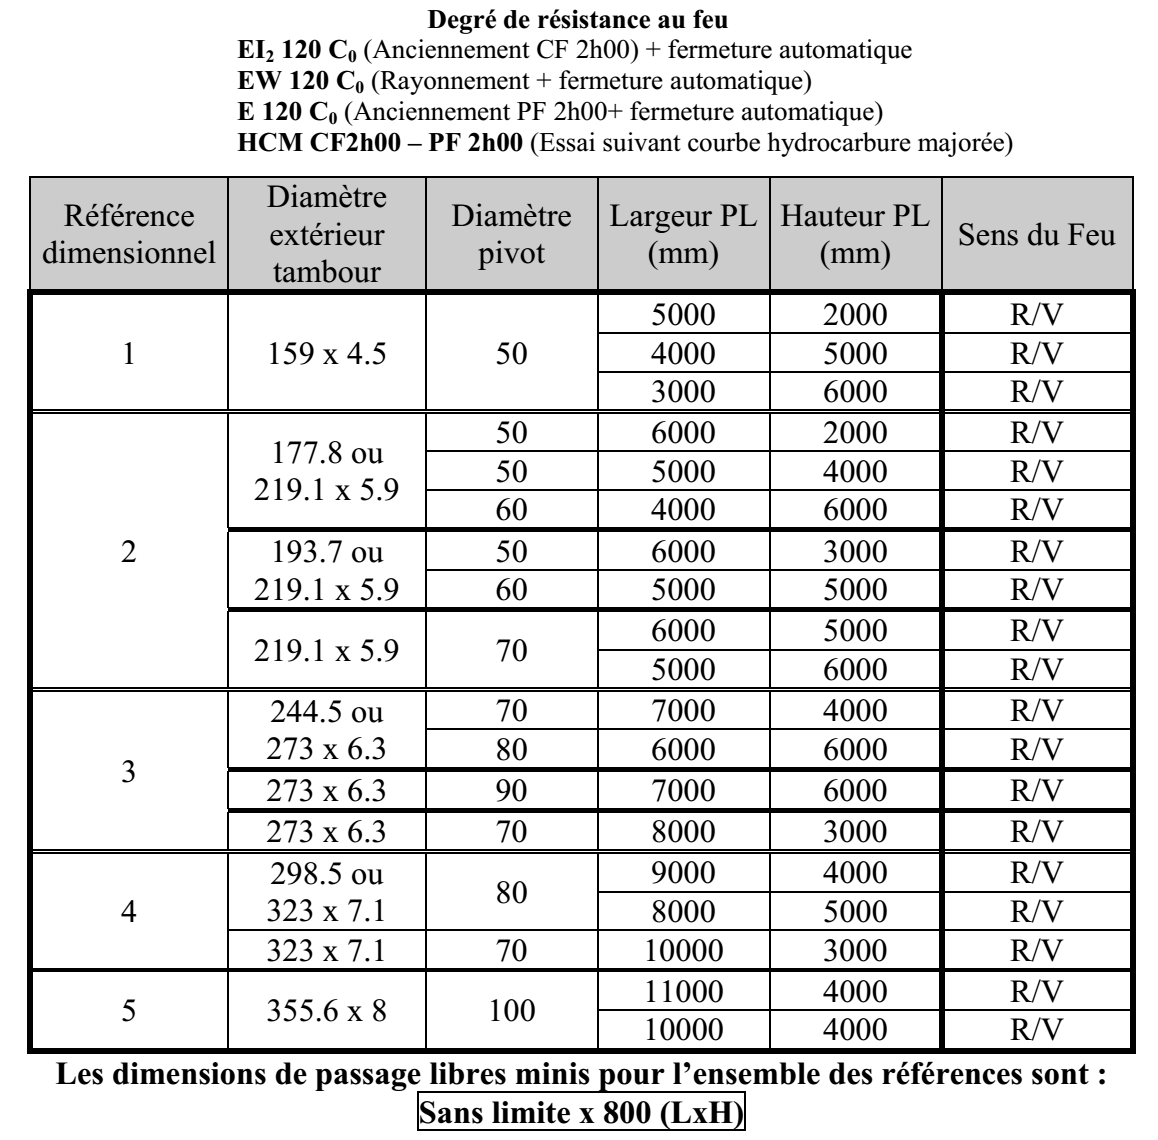 Degré de résistance au feu
EI₂ 120 C₀ (Anciennement CF 2h00) + fermeture automatique
EW 120 C₀ (Rayonnement + fermeture automatique)
E 120 C₀ (Anciennement PF 2h00+ fermeture automatique)
HCM CF2h00 – PF 2h00 (Essai suivant courbe hydrocarbure majorée)
Référence dimensionnel | Diamètre extérieur tambour | Diamètre pivot | Largeur PL (mm) | Hauteur PL (mm) | Sens du Feu
1 | 159 x 4.5 | 50 | 5000 | 2000 | R/V
4000 | 5000 | R/V
3000 | 6000 | R/V
2 | 177.8 ou 219.1 x 5.9 | 50 | 6000 | 2000 | R/V
50 | 5000 | 4000 | R/V
60 | 4000 | 6000 | R/V
193.7 ou 219.1 x 5.9 | 50 | 6000 | 3000 | R/V
60 | 5000 | 5000 | R/V
219.1 x 5.9 | 70 | 6000 | 5000 | R/V
5000 | 6000 | R/V
3 | 244.5 ou 273 x 6.3 | 70 | 7000 | 4000 | R/V
80 | 6000 | 6000 | R/V
273 x 6.3 | 90 | 7000 | 6000 | R/V
273 x 6.3 | 70 | 8000 | 3000 | R/V
4 | 298.5 ou 323 x 7.1 | 80 | 9000 | 4000 | R/V
8000 | 5000 | R/V
323 x 7.1 | 70 | 10000 | 3000 | R/V
5 | 355.6 x 8 | 100 | 11000 | 4000 | R/V
10000 | 4000 | R/V
Les dimensions de passage libres minis pour l’ensemble des références sont :
Sans limite x 800 (LxH)